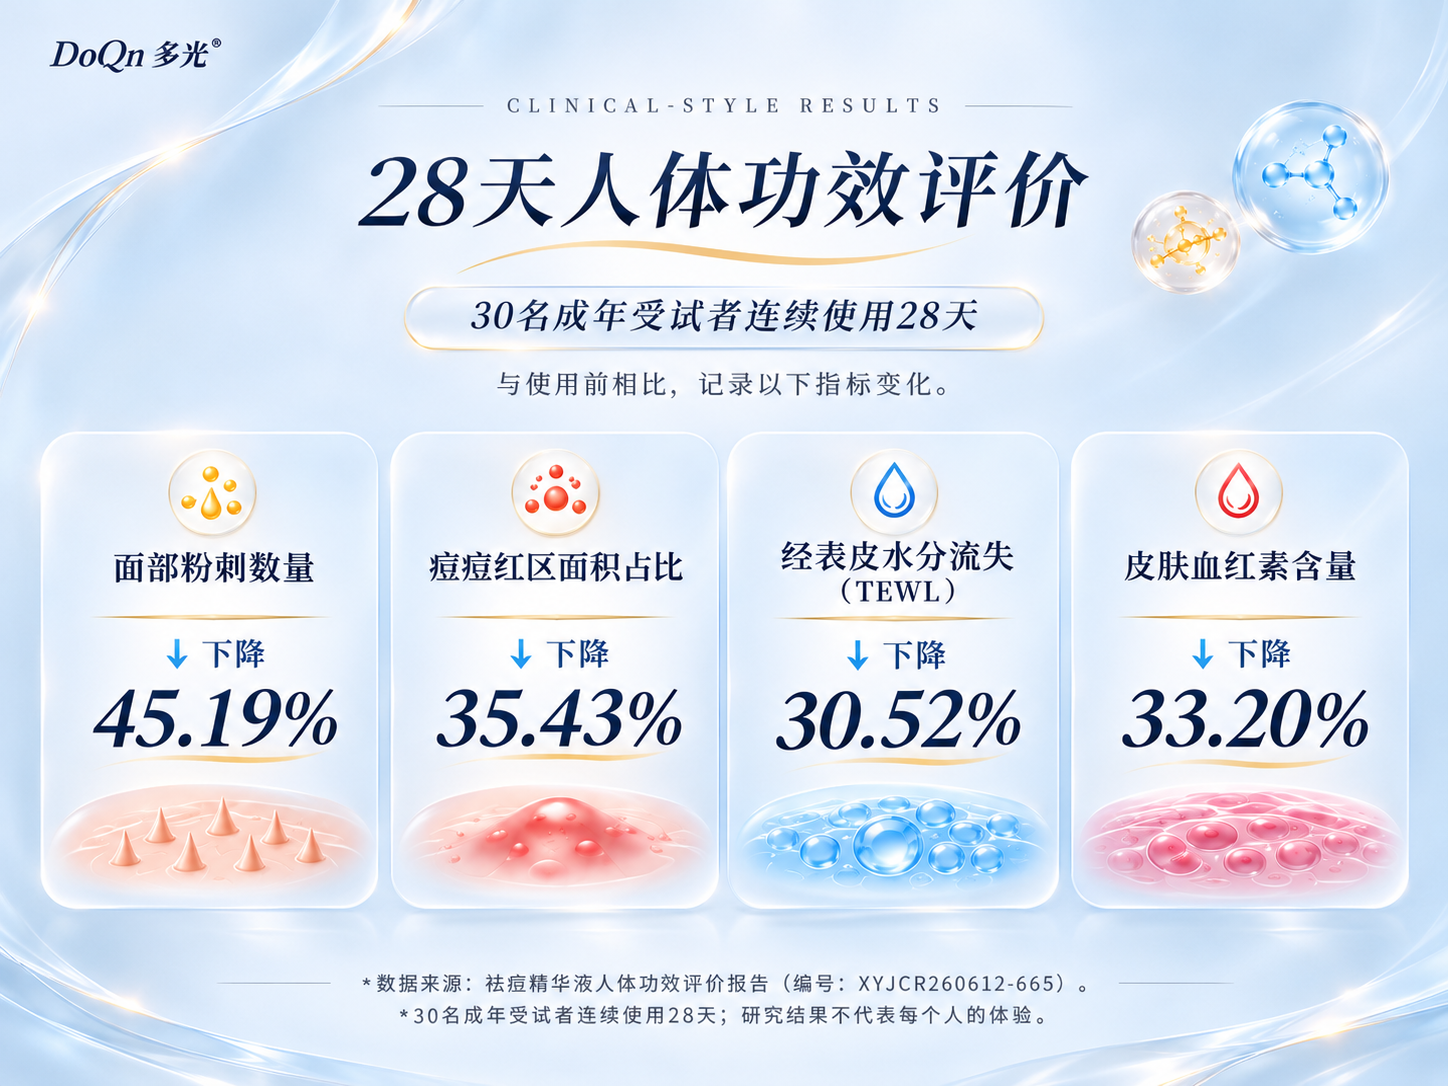 DoQn 多光®
CLINICAL-STYLE RESULTS
28天人体功效评价
30名成年受试者连续使用28天
与使用前相比，记录以下指标变化。
面部粉刺数量
↓ 下降
45.19%
痘痘红区面积占比
↓ 下降
35.43%
经表皮水分流失
（TEWL）
↓ 下降
30.52%
皮肤血红素含量
↓ 下降
33.20%
*数据来源：祛痘精华液人体功效评价报告（编号：XYJCR260612-665）。
*30名成年受试者连续使用28天；研究结果不代表每个人的体验。